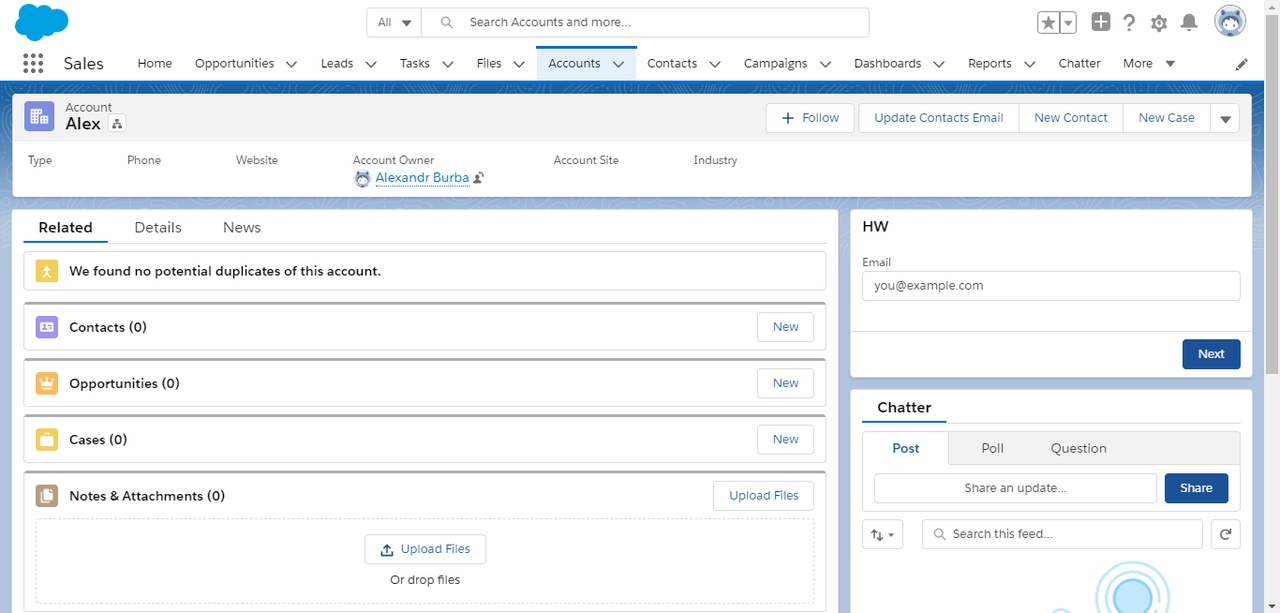 All
Search Accounts and more...
Sales
Home
Opportunities
Leads
Tasks
Files
Accounts
Contacts
Campaigns
Dashboards
Reports
Chatter
More
Account
Alex
Follow
Update Contacts Email
New Contact
New Case
Type
Phone
Website
Account Owner
Account Site
Industry
Alexandr Burba
Related
Details
News
We found no potential duplicates of this account.
Contacts (0)
New
Opportunities (0)
New
Cases (0)
New
Notes & Attachments (0)
Upload Files
Upload Files
Or drop files
HW
Email
you@example.com
Next
Chatter
Post
Poll
Question
Share an update...
Share
Search this feed...